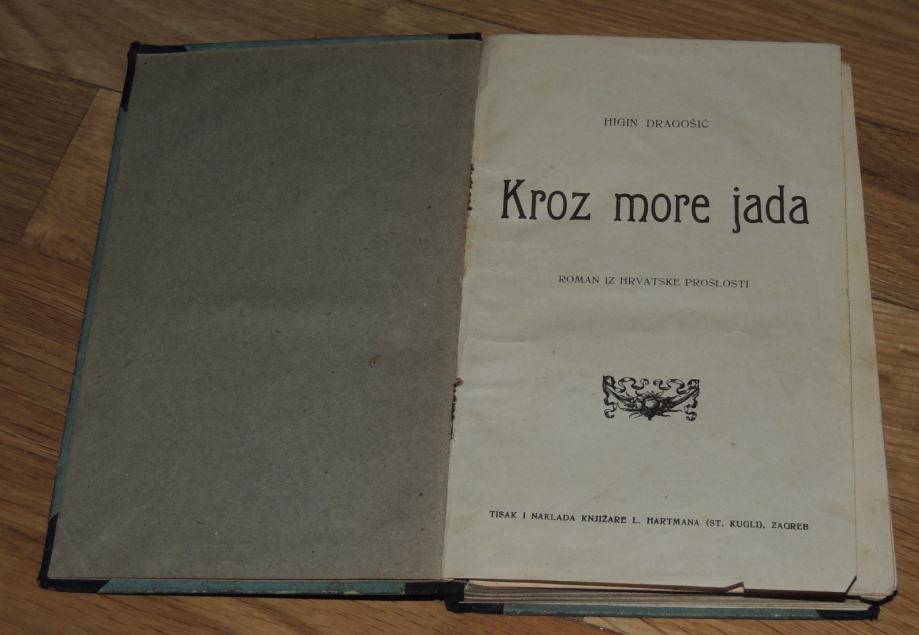 HIGIN DRAGOŠIĆ
Kroz more jada
ROMAN IZ HRVATSKE PROŠLOSTI
TISAK I NAKLADA KNJIŽARE L. HARTMANA (ST. KUGLI), ZAGREB